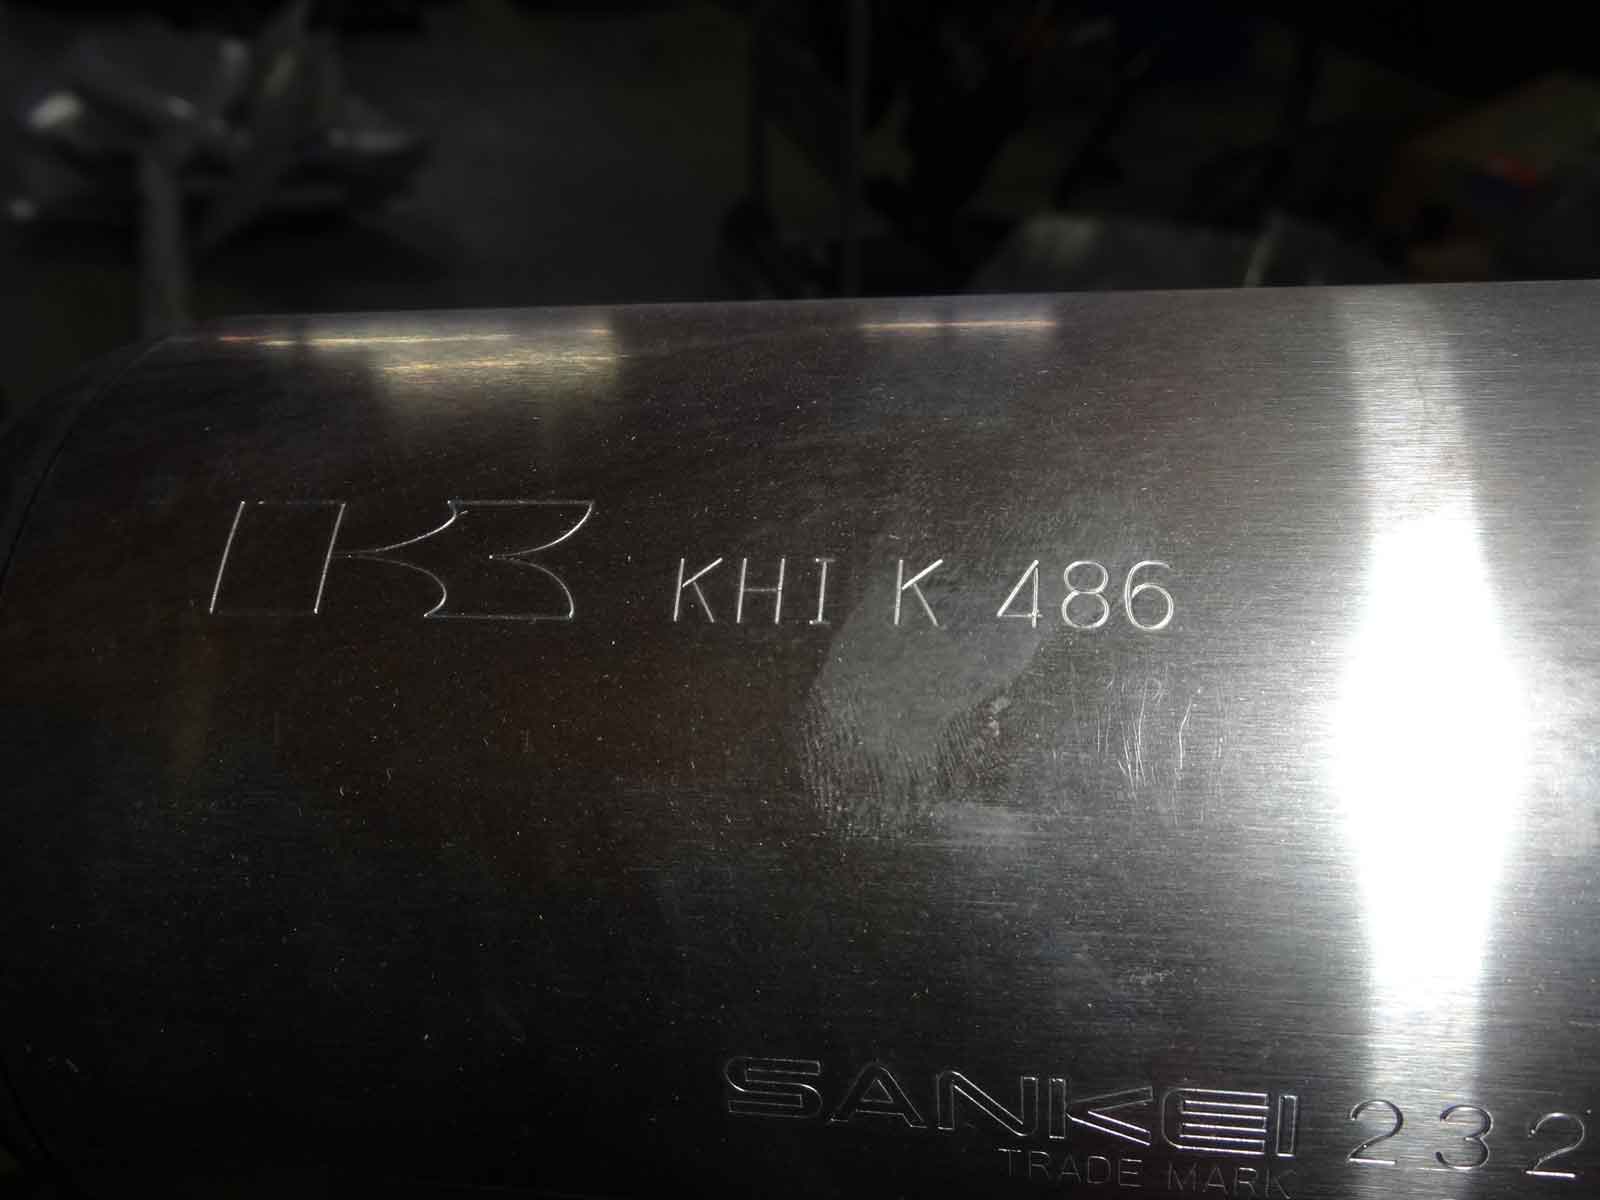 K KHI K 486
SANKEI 232
TRADE MARK